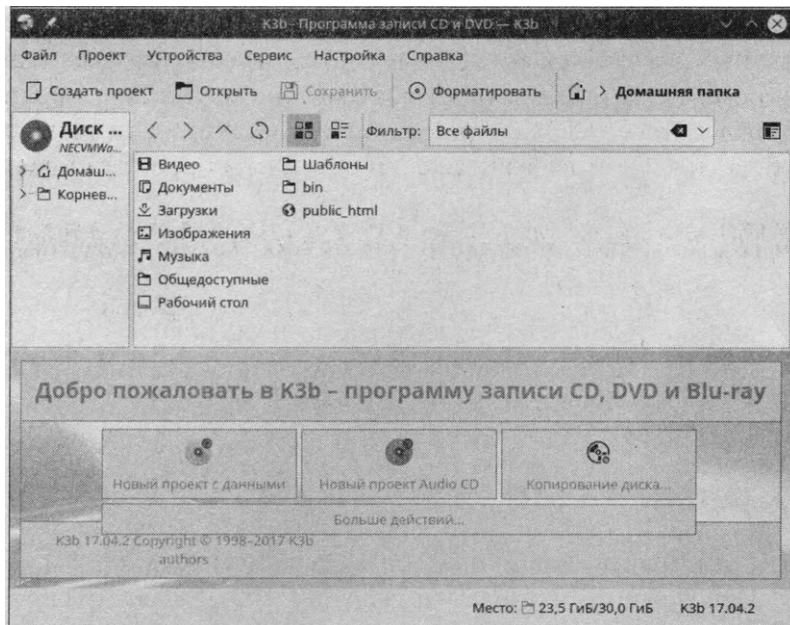 K3b - Программа записи CD и DVD — K3b
Файл Проект Устройства Сервис Настройка Справка
Создать проект Открыть Сохранить Форматировать > Домашняя папка
Диск ...
NECVMWa...
Фильтр: Все файлы
> Домаш...
> Корнев...
Видео
Документы
Загрузки
Изображения
Музыка
Общедоступные
Рабочий стол
Шаблоны
bin
public_html
Добро пожаловать в K3b – программу записи CD, DVD и Blu-ray
Новый проект с данными Новый проект Audio CD Копирование диска...
Больше действий...
K3b 17.04.2 Copyright © 1998–2017 K3b
authors
Место: 23,5 ГиБ/30,0 ГиБ K3b 17.04.2